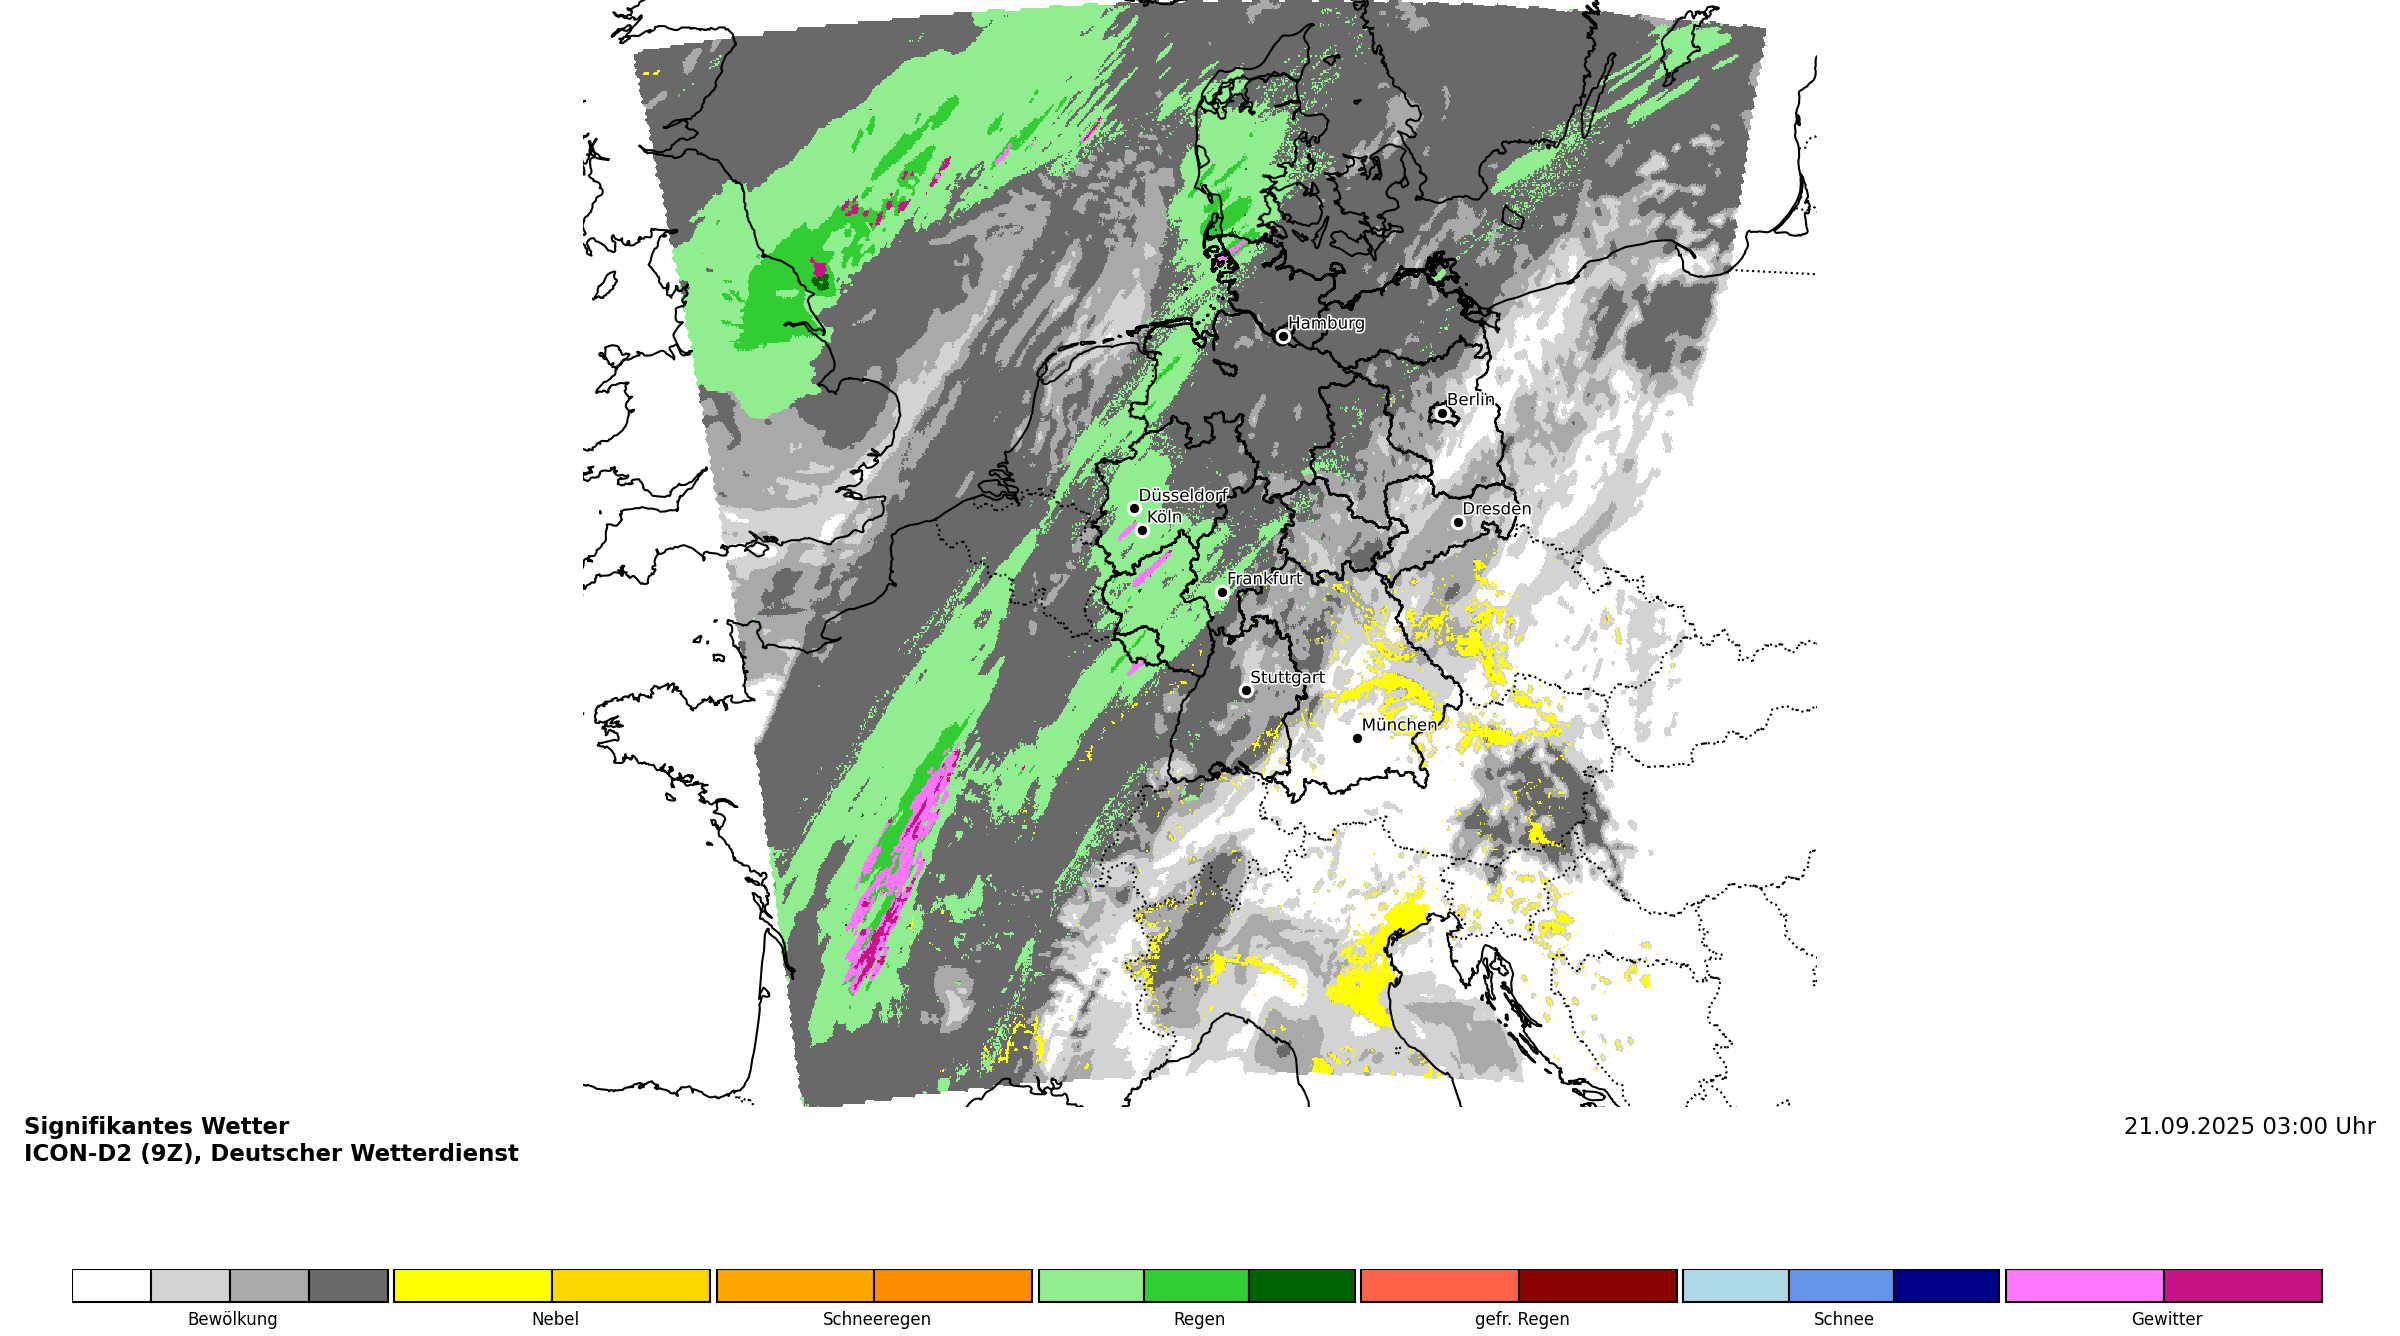 Hamburg
Berlin
Düsseldorf
Köln
Dresden
Frankfurt
Stuttgart
München
Signifikantes Wetter
21.09.2025 03:00 Uhr
ICON-D2 (9Z), Deutscher Wetterdienst
Bewölkung
Nebel
Schneeregen
Regen
gefr. Regen
Schnee
Gewitter